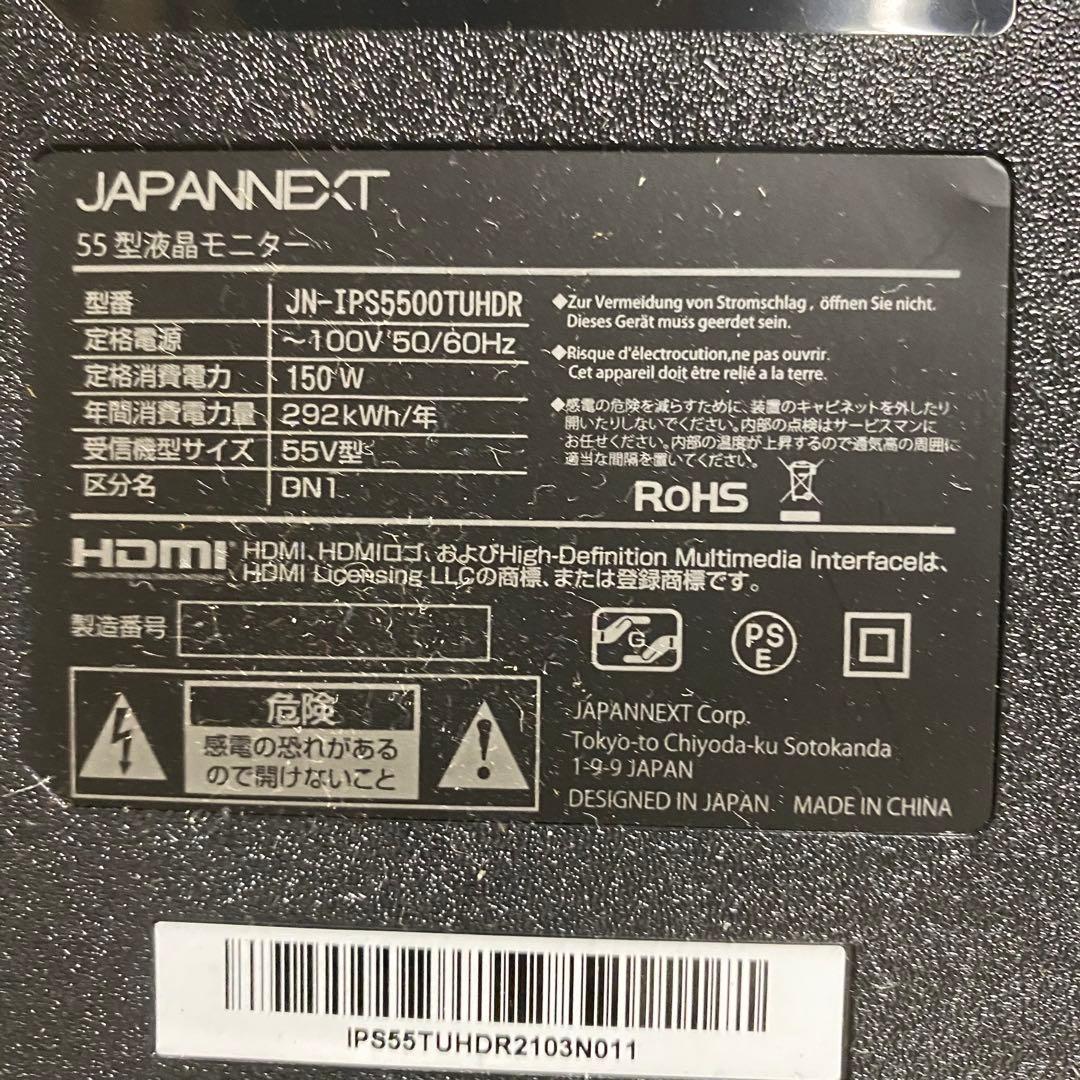 JAPANNEXT
55型液晶モニター
型番 JN-IPS5500TUHDR
定格電源 ～100V 50/60Hz
定格消費電力 150W
年間消費電力量 292kWh/年
受信機型サイズ 55V型
区分名 DN1
◆Zur Vermeidung von Stromschlag, öffnen Sie nicht.
Dieses Gerät muss geerdet sein.
◆Risque d'électrocution,ne pas ouvrir.
Cet appareil doit être relié a la terre.
◆感電の危険を減らすために、装置のキャビネットを外したり
開いたりしないでください。内部の点検はサービスマンに
お任せください。内部の温度が上昇するので通気高の周囲に
適当な間隔を置いてください。
RoHS
HDMI HDMI、HDMIロゴ、およびHigh-Definition Multimedia Interfaceは、
HDMI Licensing LLCの商標、または登録商標です。
製造番号
G
PS
E
危険
感電の恐れがある
ので開けないこと
JAPANNEXT Corp.
Tokyo-to Chiyoda-ku Sotokanda
1-9-9 JAPAN
DESIGNED IN JAPAN. MADE IN CHINA
IPS55TUHDR2103N011